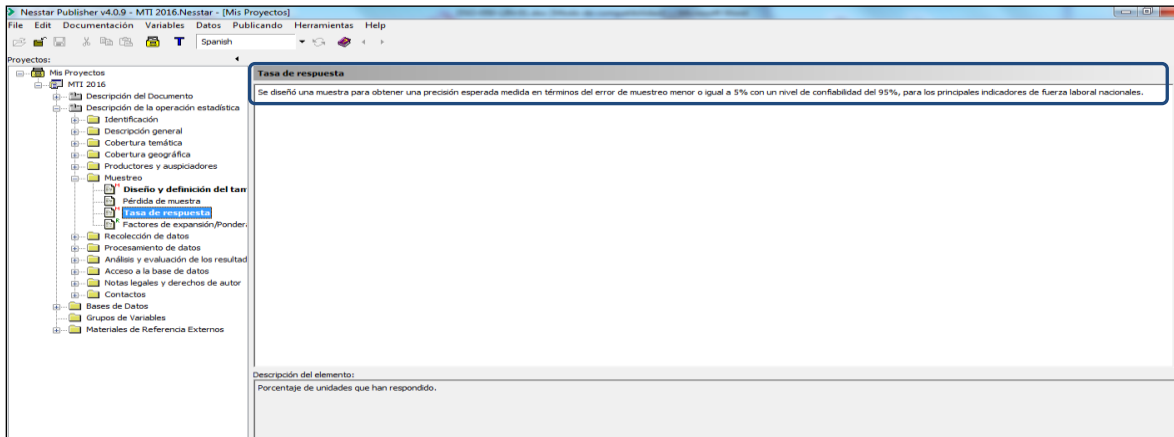 Nesstar Publisher v4.0.9 - MTI 2016.Nesstar - [Mis Proyectos]
File Edit Documentación Variables Datos Publicando Herramientas Help
T Spanish
Proyectos:
Mis Proyectos
MTI 2016
Descripción del Documento
Descripción de la operación estadística
Identificación
Descripción general
Cobertura temática
Cobertura geográfica
Productores y auspiciadores
Muestreo
Diseño y definición del tam
Pérdida de muestra
Tasa de respuesta
Factores de expansión/Ponder
Recolección de datos
Procesamiento de datos
Análisis y evaluación de los resultad
Acceso a la base de datos
Notas legales y derechos de autor
Contactos
Bases de Datos
Grupos de Variables
Materiales de Referencia Externos
Tasa de respuesta
Se diseñó una muestra para obtener una precisión esperada medida en términos del error de muestreo menor o igual a 5% con un nivel de confiabilidad del 95%, para los principales indicadores de fuerza laboral nacionales.
Descripción del elemento:
Porcentaje de unidades que han respondido.